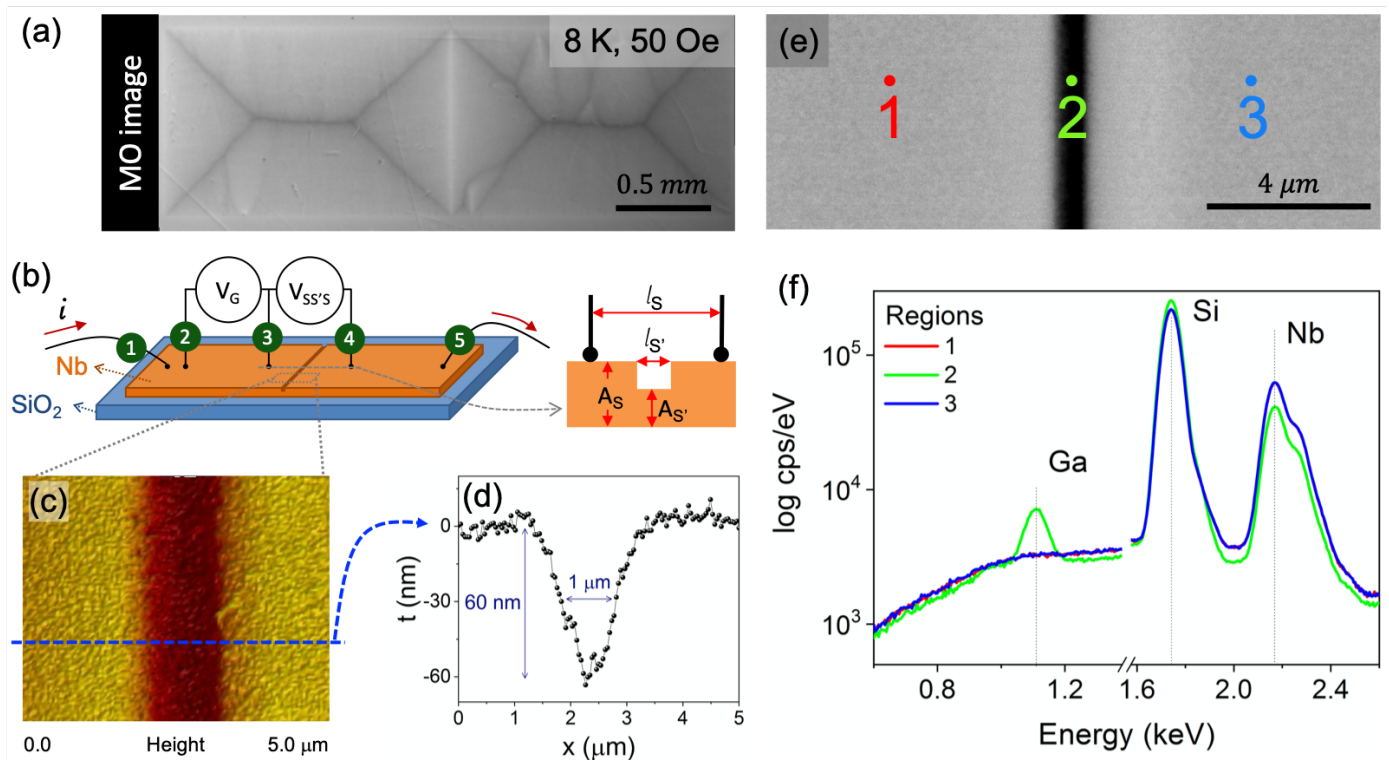 (a)
MO image
8 K, 50 Oe
0.5 mm
(e)
1
2
3
4 μm
(b)
V_G
V_SS'S
i
1
2
3
4
5
Nb
SiO₂
l_S
l_S'
A_S
A_S'
(c)
0.0 Height 5.0 μm
(d)
t (nm)
0
-30
-60
60 nm
1 μm
0 1 2 3 4 5
x (μm)
(f)
Regions
1
2
3
Ga
Si
Nb
log cps/eV
10⁵
10⁴
10³
0.8 1.2 1.6 2.0 2.4
Energy (keV)